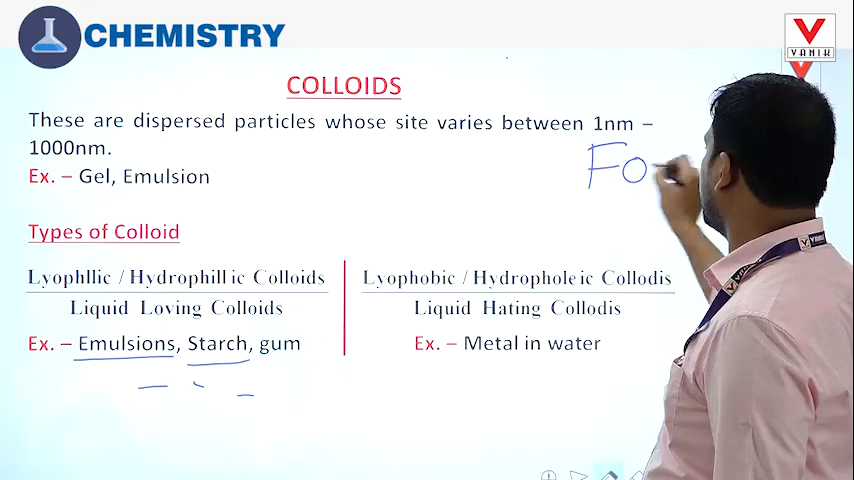 CHEMISTRY
VANIK
COLLOIDS
These are dispersed particles whose site varies between 1nm –
1000nm.
Fo
Ex. – Gel, Emulsion
Types of Colloid
Lyophllic / Hydrophill ic Colloids
Liquid Loving Colloids
Ex. – Emulsions, Starch, gum
Lyophobic / Hydrophole ic Collodis
Liquid Hating Collodis
Ex. – Metal in water